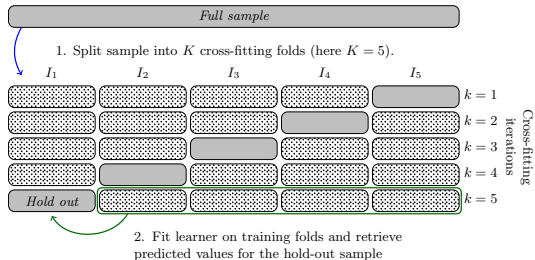 Full sample
1. Split sample into K cross-fitting folds (here K = 5).
I₁ I₂ I₃ I₄ I₅
k = 1
k = 2
k = 3
k = 4
Hold out k = 5
Cross-fitting
iterations
2. Fit learner on training folds and retrieve
predicted values for the hold-out sample